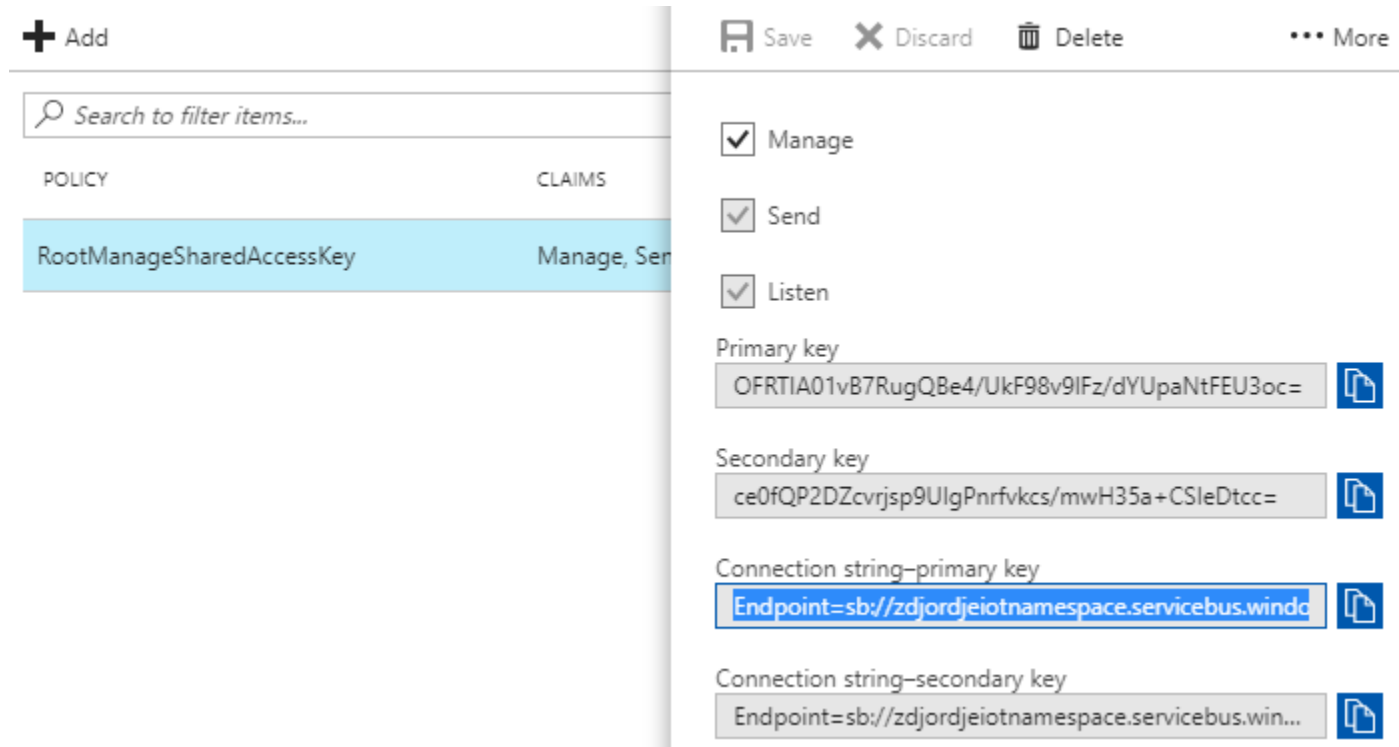 Add
Save Discard Delete ••• More
Search to filter items...
POLICY CLAIMS
RootManageSharedAccessKey Manage, Sen
Manage
Send
Listen
Primary key
OFRTIA01vB7RugQBe4/UkF98v9lFz/dYUpaNtFEU3oc=
Secondary key
ce0fQP2DZcvrjsp9UIgPnrfvkcs/mwH35a+CSIeDtcc=
Connection string–primary key
Endpoint=sb://zdjordjeiotnamespace.servicebus.windo
Connection string–secondary key
Endpoint=sb://zdjordjeiotnamespace.servicebus.win...